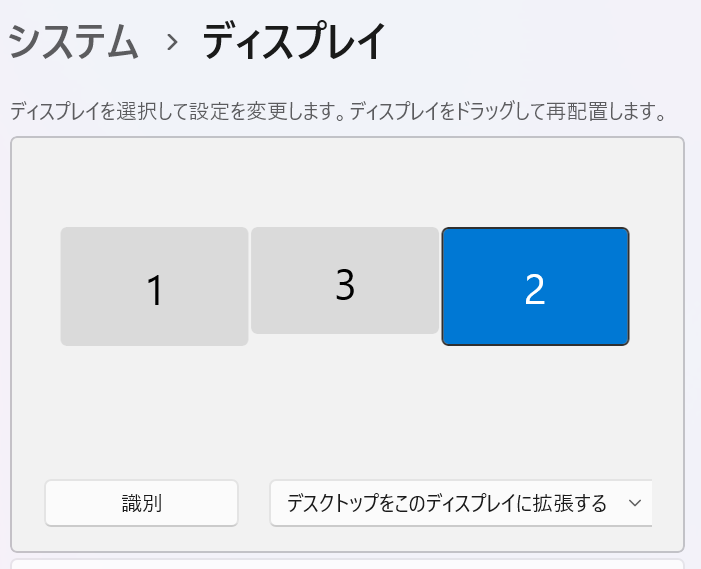 システム > ディスプレイ
ディスプレイを選択して設定を変更します。ディスプレイをドラッグして再配置します。
1 3 2
識別 デスクトップをこのディスプレイに拡張する